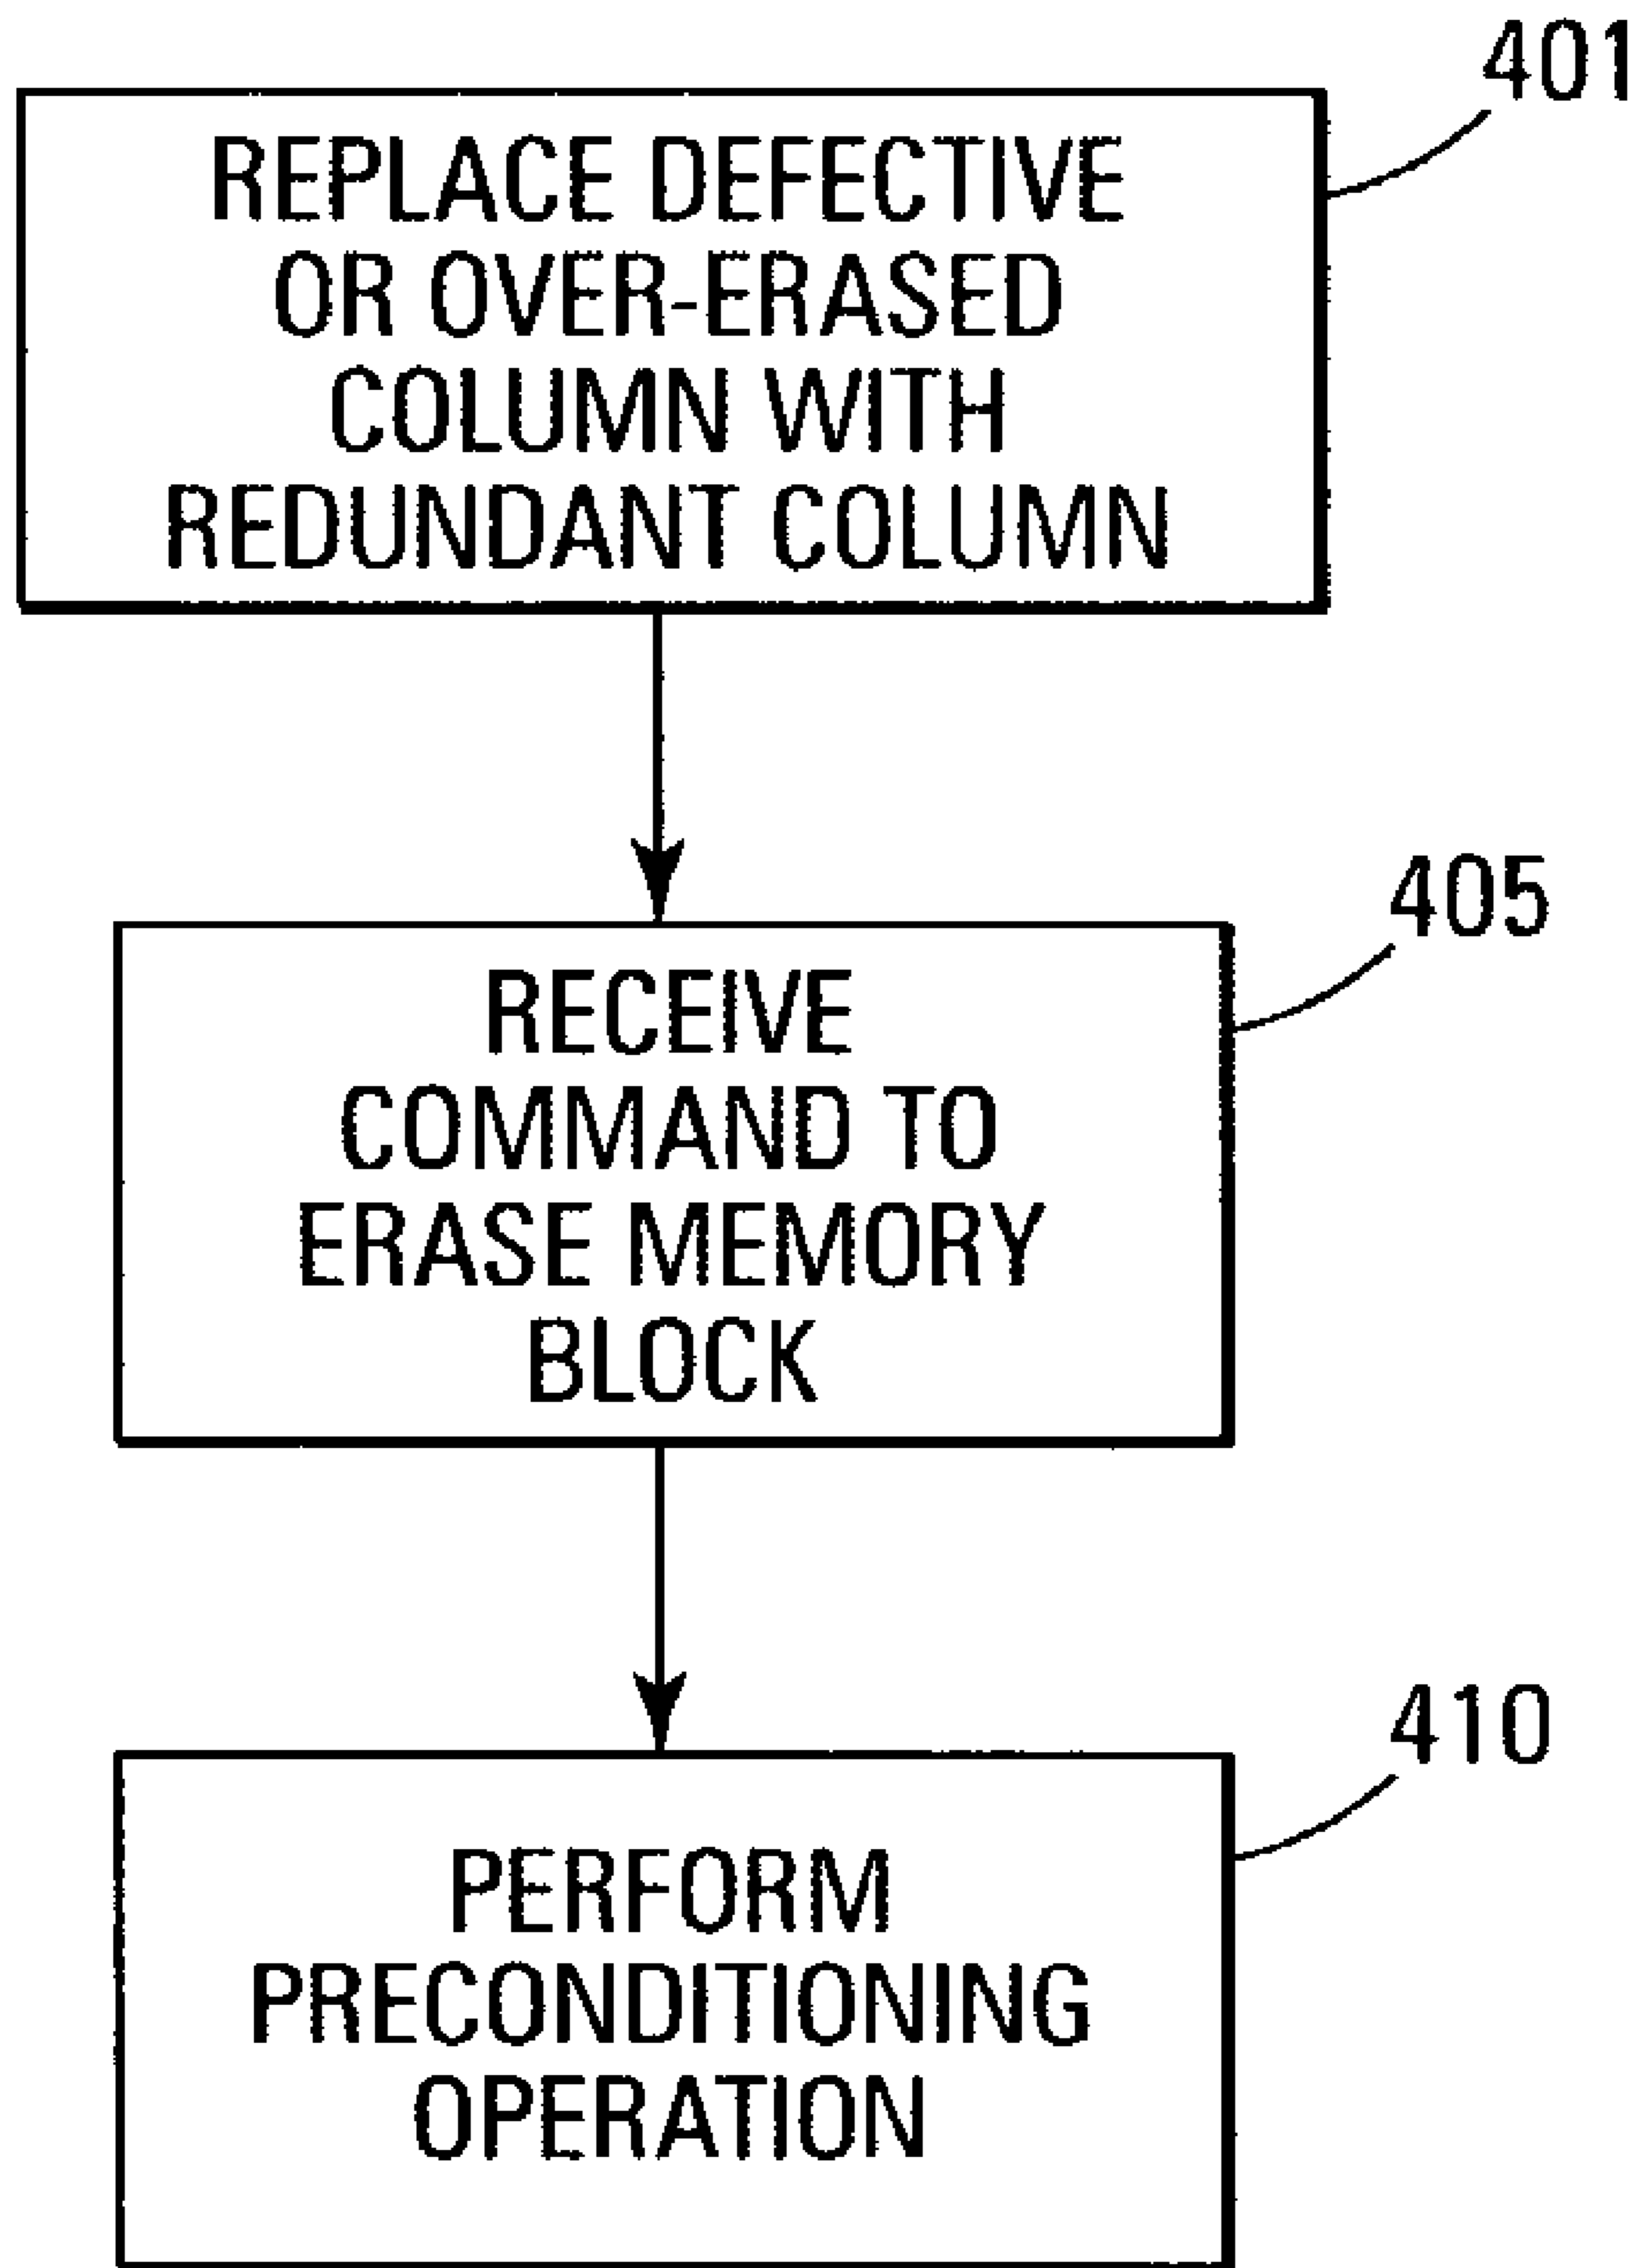 401
REPLACE DEFECTIVE
OR OVER-ERASED
COLUMN WITH
REDUNDANT COLUMN
405
RECEIVE
COMMAND TO
ERASE MEMORY
BLOCK
410
PERFORM
PRECONDITIONING
OPERATION